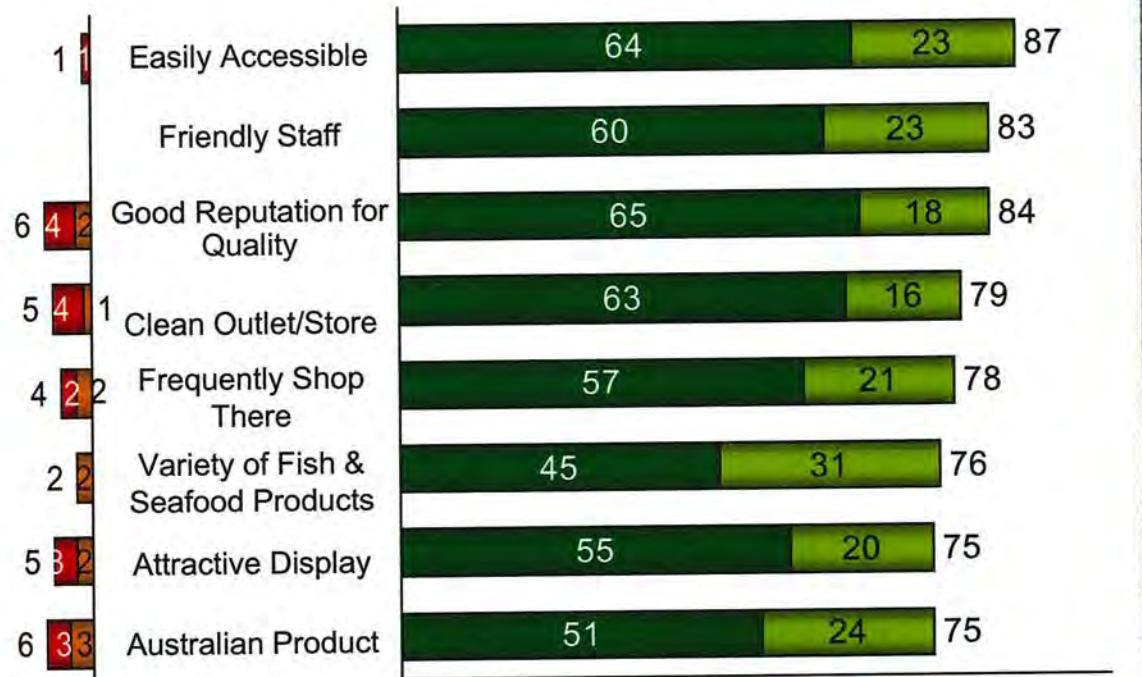 1 1 Easily Accessible 64 23 87
Friendly Staff 60 23 83
6 4 2 Good Reputation for 65 18 84
Quality
5 4 1 Clean Outlet/Store 63 16 79
4 2 2 Frequently Shop 57 21 78
There
2 2 Variety of Fish & 45 31 76
Seafood Products
5 3 2 Attractive Display 55 20 75
6 3 3 Australian Product 51 24 75